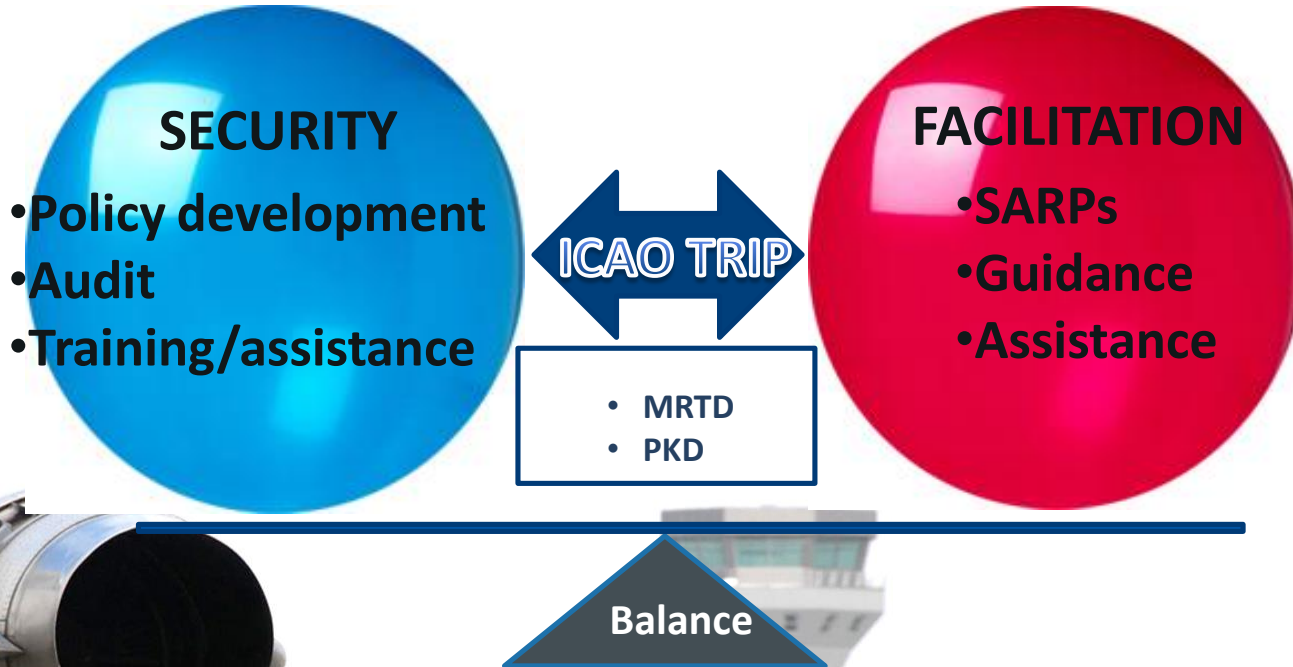 SECURITY
•Policy development
•Audit
•Training/assistance
ICAO TRIP
• MRTD
• PKD
FACILITATION
•SARPs
•Guidance
•Assistance
Balance